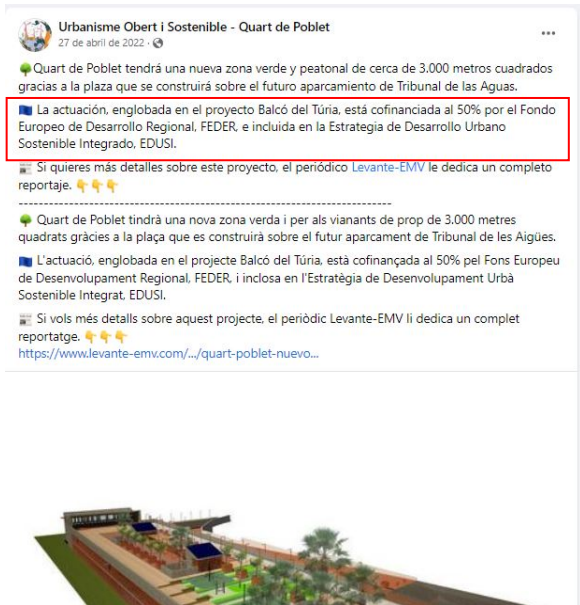 Urbanisme Obert i Sostenible - Quart de Poblet
27 de abril de 2022 ·
Quart de Poblet tendrá una nueva zona verde y peatonal de cerca de 3.000 metros cuadrados
gracias a la plaza que se construirá sobre el futuro aparcamiento de Tribunal de las Aguas.
La actuación, englobada en el proyecto Balcó del Túria, está cofinanciada al 50% por el Fondo
Europeo de Desarrollo Regional, FEDER, e incluida en la Estrategia de Desarrollo Urbano
Sostenible Integrado, EDUSI.
Si quieres más detalles sobre este proyecto, el periódico Levante-EMV le dedica un completo
reportaje. 👇👇👇
----------------------------------------------------------------------
Quart de Poblet tindrà una nova zona verda i per als vianants de prop de 3.000 metres
quadrats gràcies a la plaça que es construirà sobre el futur aparcament de Tribunal de les Aigües.
L'actuació, englobada en el projecte Balcó del Túria, està cofinançada al 50% pel Fons Europeu
de Desenvolupament Regional, FEDER, i inclosa en l'Estratègia de Desenvolupament Urbà
Sostenible Integrat, EDUSI.
Si vols més detalls sobre aquest projecte, el periòdic Levante-EMV li dedica un complet
reportatge. 👇👇👇
https://www.levante-emv.com/.../quart-poblet-nuevo...